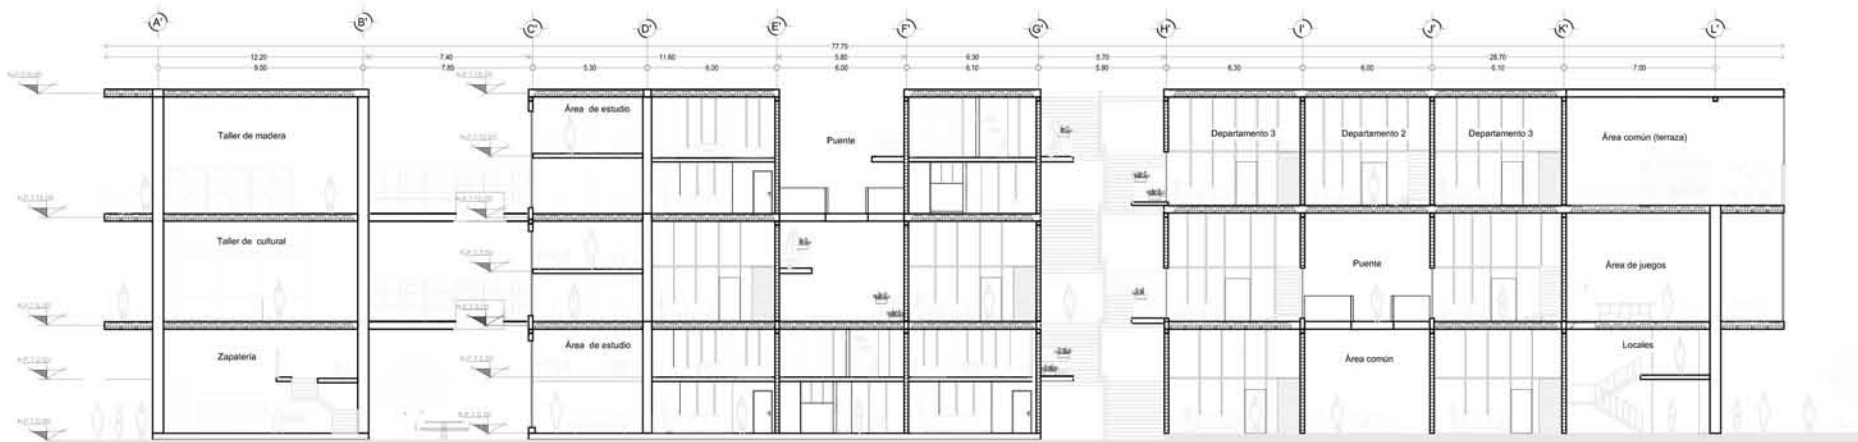 A' B' C' D' E' F' G' H' I' J' K' L'
77.70
12.20 7.40 11.60 5.80 6.30 5.70 28.70
9.50 7.85 5.30 6.00 6.00 6.10 5.90 6.30 6.00 6.10 7.00
Área de estudio
Taller de madera
Puente
Departamento 3
Departamento 2
Departamento 3
Área común (terraza)
Taller de cultural
Puente
Área de juegos
Zapatería
Área de estudio
Área común
Locales